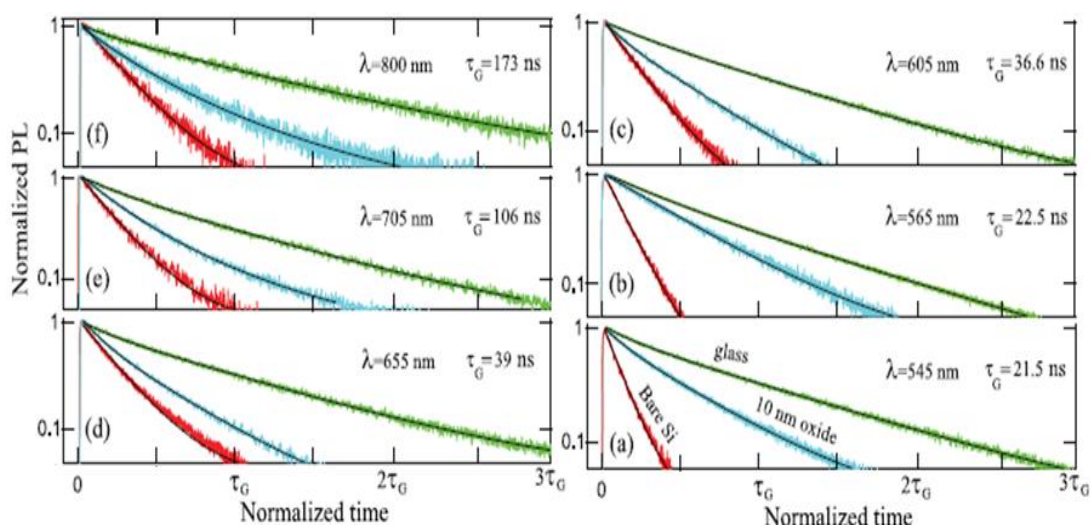 1
λ=800 nm τG=173 ns
0.1
(f)
1
λ=705 nm τG=106 ns
0.1
(e)
1
λ=655 nm τG=39 ns
0.1
(d)
0 τG 2τG 3τG
Normalized time
Normalized PL
1
λ=605 nm τG=36.6 ns
0.1
(c)
1
λ=565 nm τG=22.5 ns
0.1
(b)
1
glass
λ=545 nm τG=21.5 ns
Bare Si
10 nm oxide
0.1
(a)
0 τG 2τG 3τG
Normalized time